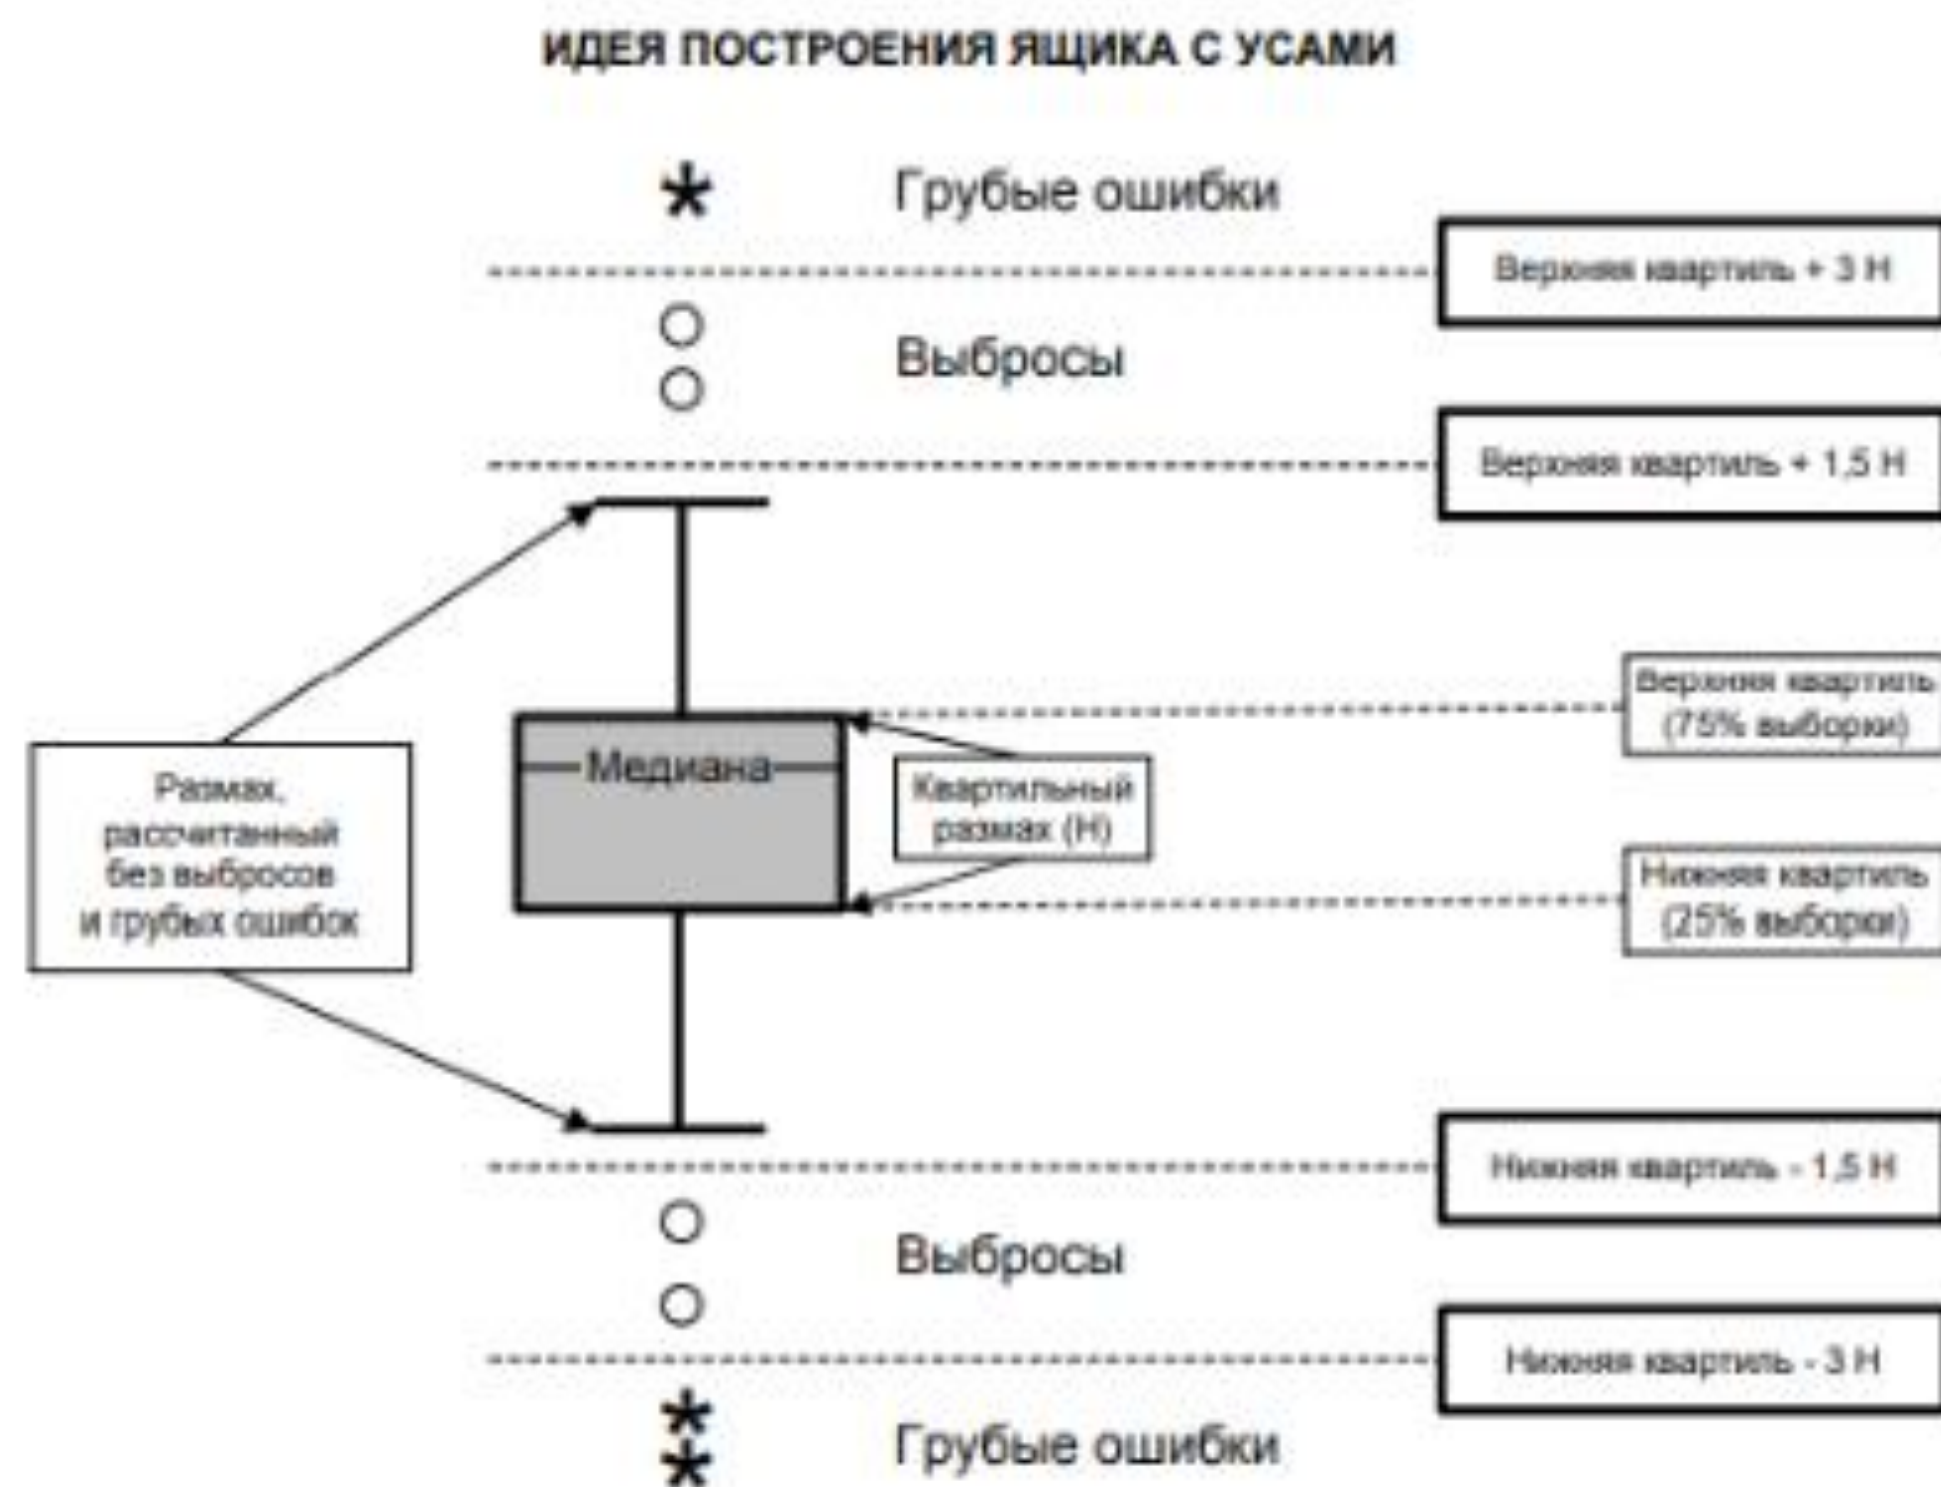 ИДЕЯ ПОСТРОЕНИЯ ЯЩИКА С УСАМИ
Грубые ошибки
Верхняя квартиль + 3 Н
Выбросы
Верхняя квартиль + 1,5 Н
Верхняя квартиль
(75% выборки)
Медиана
Квартильный
размах (Н)
Размах,
рассчитанный
без выбросов
и грубых ошибок
Нижняя квартиль
(25% выборки)
Нижняя квартиль - 1,5 Н
Выбросы
Нижняя квартиль - 3 Н
Грубые ошибки